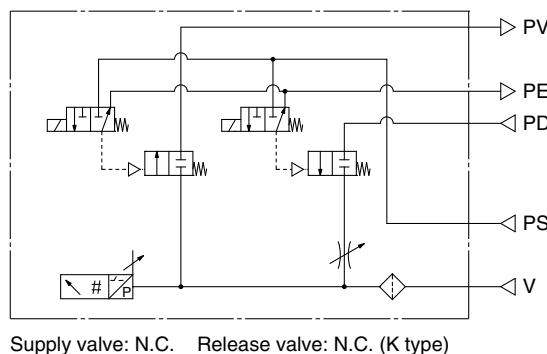 PV
PE
PD
PS
# P V
Supply valve: N.C. Release valve: N.C. (K type)